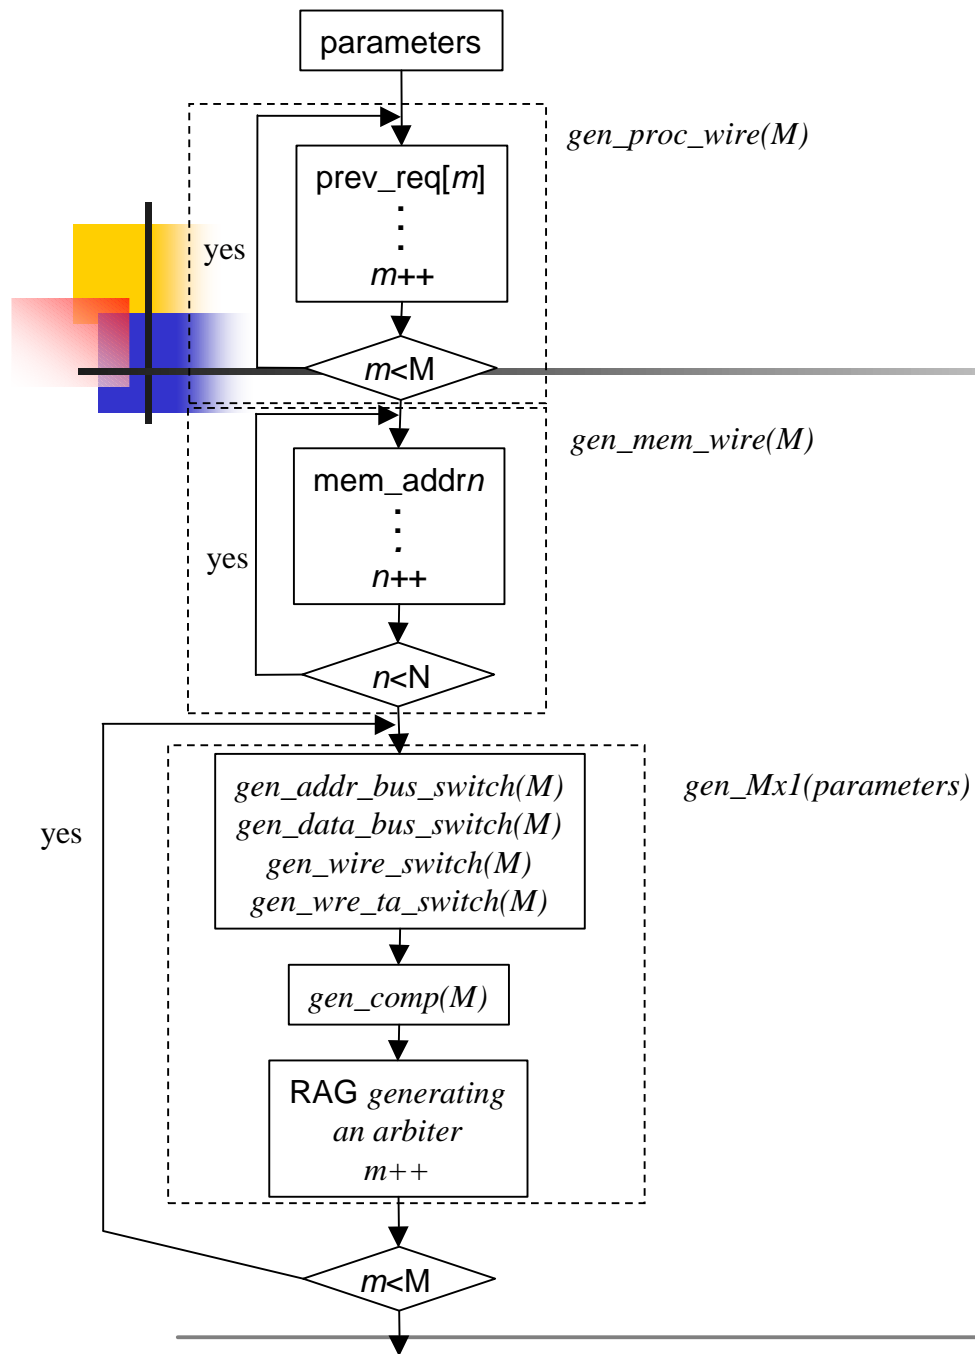 parameters
gen_proc_wire(M)
prev_req[m]
.
.
.
yes
m++
m<M
gen_mem_wire(M)
mem_addrn
.
.
.
yes
n++
n<N
gen_Mx1(parameters)
gen_addr_bus_switch(M)
gen_data_bus_switch(M)
yes
gen_wire_switch(M)
gen_wre_ta_switch(M)
gen_comp(M)
RAG generating
an arbiter
m++
m<M